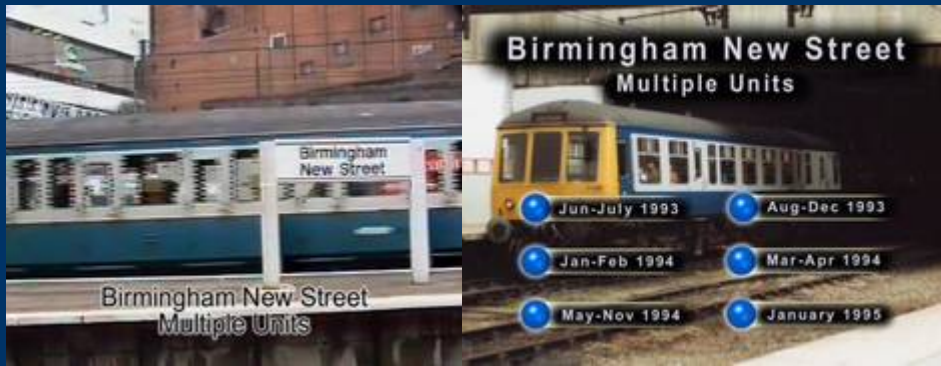 Birmingham
New Street
Birmingham New Street
Multiple Units
Birmingham New Street
Multiple Units
Jun-July 1993
Aug-Dec 1993
Jan-Feb 1994
Mar-Apr 1994
May-Nov 1994
January 1995